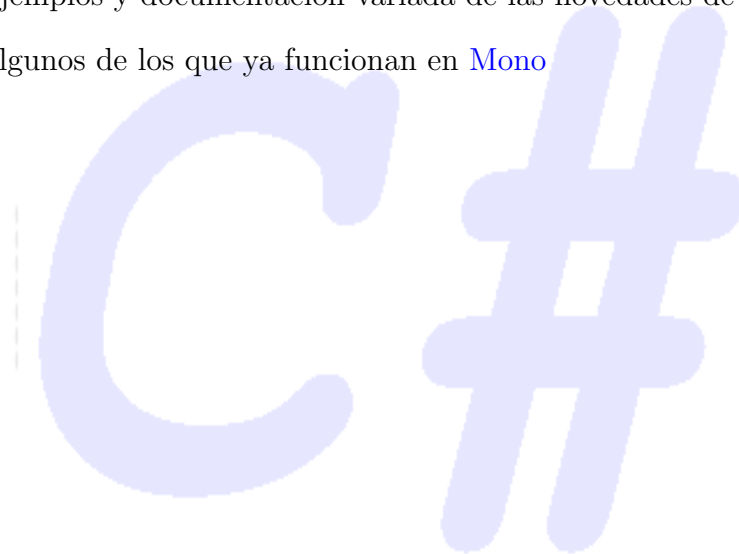 jemplos y documentación variada de las novedades de
lgunos de los que ya funcionan en Mono
C#